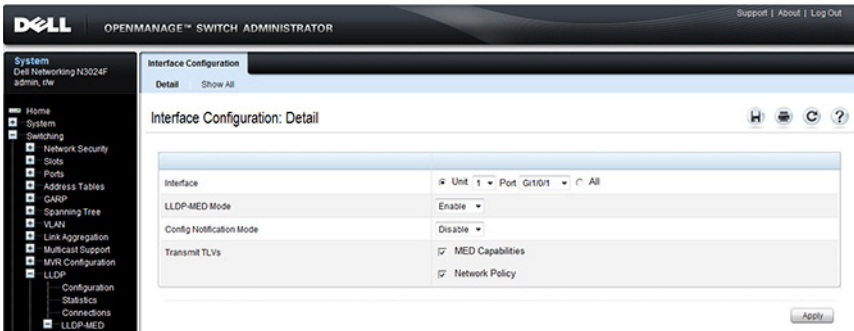 Support | About | Log Out
DELL OPENMANAGE™ SWITCH ADMINISTRATOR
System
Dell Networking N3024F
admin, r/w
Home
System
Switching
Network Security
Slots
Ports
Address Tables
GARP
Spanning Tree
VLAN
Link Aggregation
Multicast Support
MVR Configuration
LLDP
Configuration
Statistics
Connections
LLDP-MED
Interface Configuration
Detail Show All
Interface Configuration: Detail
Interface Unit 1 Port Gi1/0/1 All
LLDP-MED Mode Enable
Config Notification Mode Disable
Transmit TLVs MED Capabilities
Network Policy
Apply